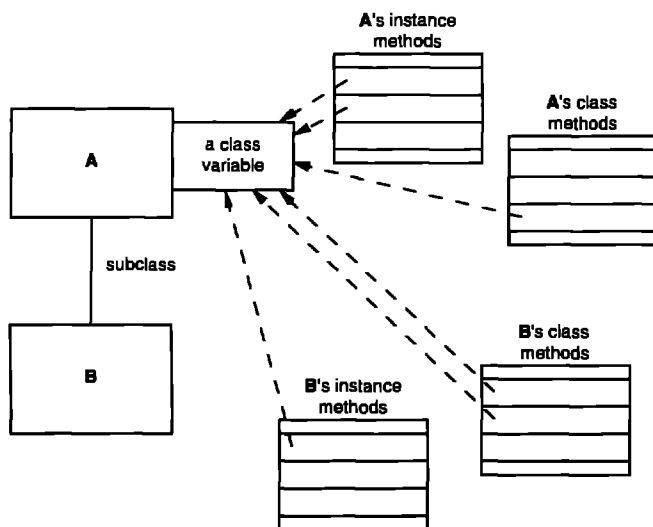 A's instance
methods
A's class
methods
A
a class
variable
subclass
B
B's class
methods
B's instance
methods